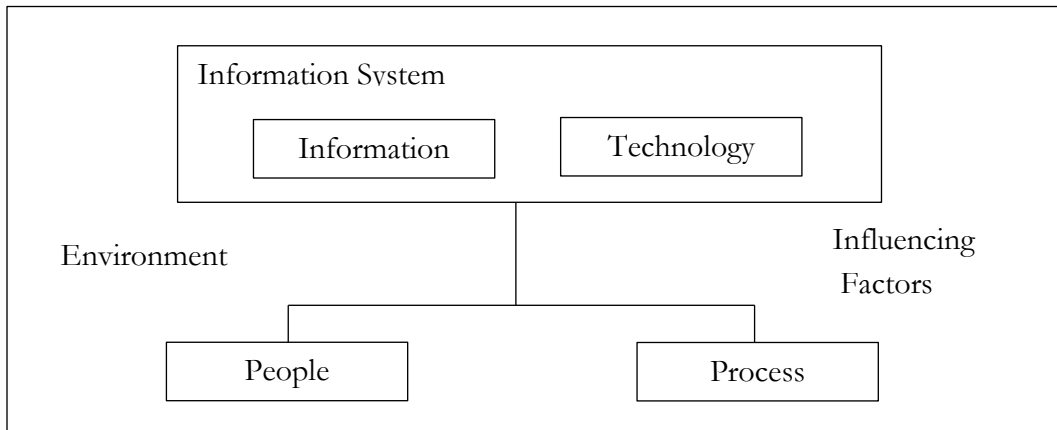 Information System
Information
Technology
Environment
Influencing
Factors
People
Process